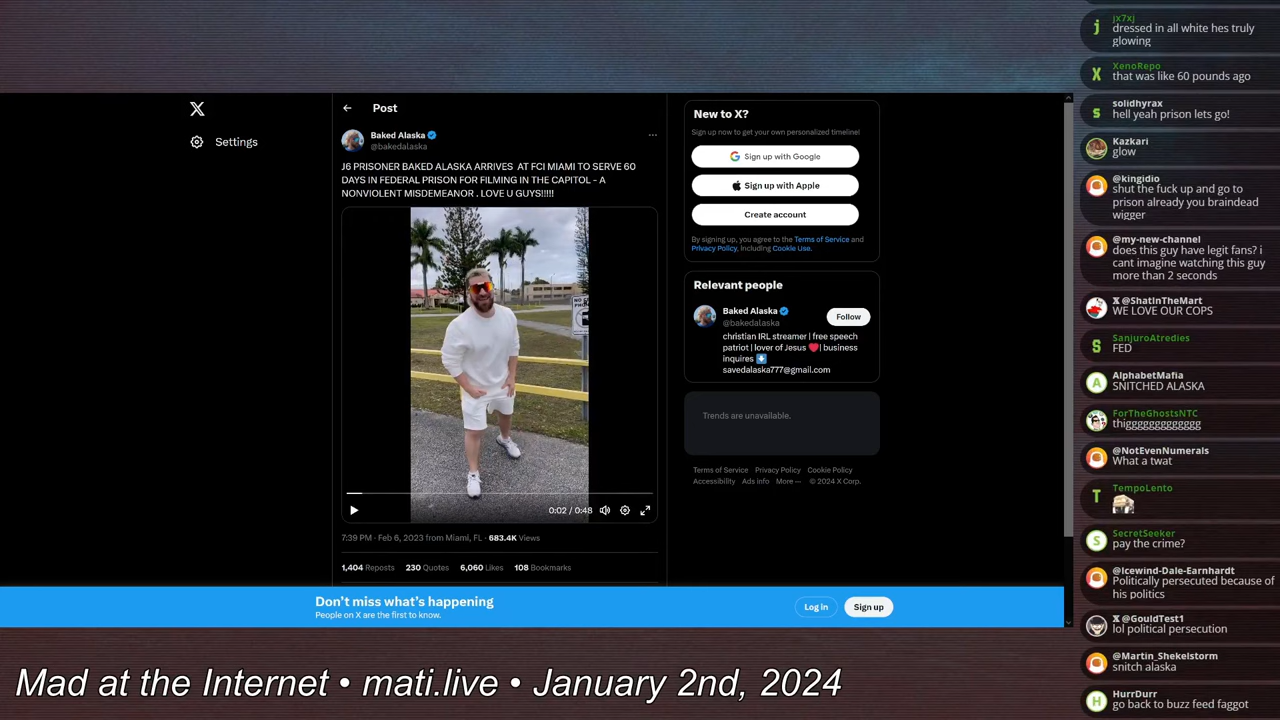 Settings
Post
Baked Alaska
@bakedalaska
J6 PRISONER BAKED ALASKA ARRIVES AT FCI MIAMI TO SERVE 60
DAYS IN FEDERAL PRISON FOR FILMING IN THE CAPITOL - A
NONVIOLENT MISDEMEANOR . LOVE U GUYS!!!!!
0:02 / 0:48
7:39 PM · Feb 6, 2023 from Miami, FL · 683.4K Views
1,404 Reposts 230 Quotes 6,060 Likes 108 Bookmarks
New to X?
Sign up now to get your own personalized timeline!
Sign up with Google
Sign up with Apple
Create account
By signing up, you agree to the Terms of Service and
Privacy Policy, including Cookie Use.
Relevant people
Baked Alaska
@bakedalaska
Follow
christian IRL streamer | free speech
patriot | lover of Jesus ❤️ | business
inquires ⬇️
savedalaska777@gmail.com
Trends are unavailable.
Terms of Service Privacy Policy Cookie Policy
Accessibility Ads info More ··· © 2024 X Corp.
Don't miss what's happening
People on X are the first to know.
Log in
Sign up
jx7xj
dressed in all white hes truly
glowing
XenoRepo
that was like 60 pounds ago
solidhyrax
hell yeah prison lets go!
Kazkari
glow
@kingidio
shut the fuck up and go to
prison already you braindead
wigger
@my-new-channel
does this guy have legit fans? i
cant imagine watching this guy
more than 2 seconds
X @ShatInTheMart
WE LOVE OUR COPS
SanjuroAtredies
FED
AlphabetMafia
SNITCHED ALASKA
ForTheGhostsNTC
thigggggggggggg
@NotEvenNumerals
What a twat
TempoLento
SecretSeeker
pay the crime?
@Icewind-Dale-Earnhardt
Politically persecuted because of
his politics
X @GouldTest1
lol political persecution
@Martin_Shekelstorm
snitch alaska
HurrDurr
go back to buzz feed faggot
Mad at the Internet • mati.live • January 2nd, 2024